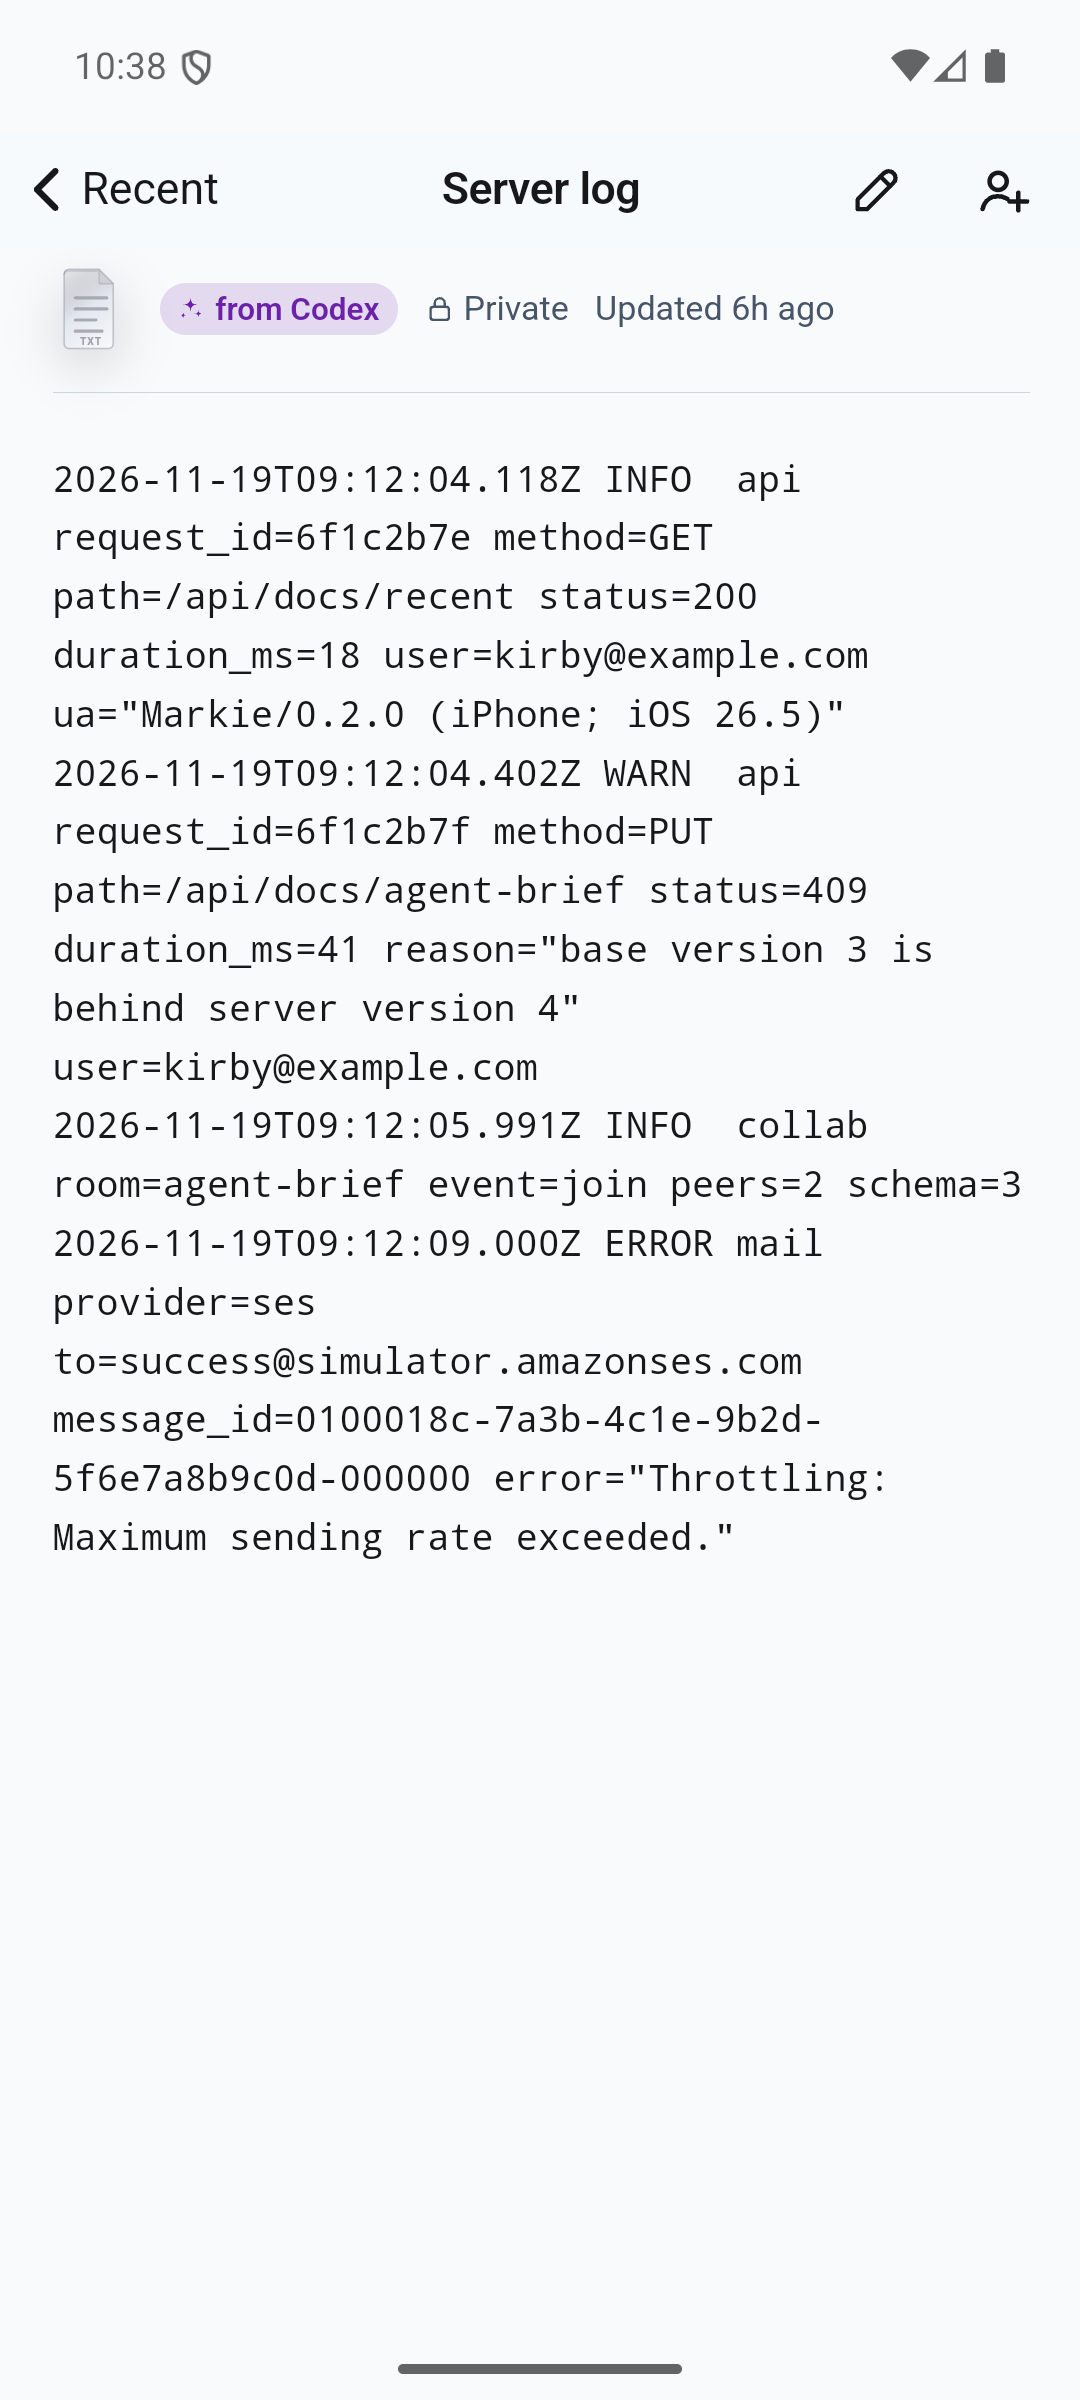 10:38
Recent
Server log
TXT
from Codex
Private
Updated 6h ago
2026-11-19T09:12:04.118Z INFO  api
request_id=6f1c2b7e method=GET
path=/api/docs/recent status=200
duration_ms=18 user=kirby@example.com
ua="Markie/0.2.0 (iPhone; iOS 26.5)"
2026-11-19T09:12:04.402Z WARN  api
request_id=6f1c2b7f method=PUT
path=/api/docs/agent-brief status=409
duration_ms=41 reason="base version 3 is
behind server version 4"
user=kirby@example.com
2026-11-19T09:12:05.991Z INFO  collab
room=agent-brief event=join peers=2 schema=3
2026-11-19T09:12:09.000Z ERROR mail
provider=ses
to=success@simulator.amazonses.com
message_id=0100018c-7a3b-4c1e-9b2d-
5f6e7a8b9c0d-000000 error="Throttling:
Maximum sending rate exceeded."